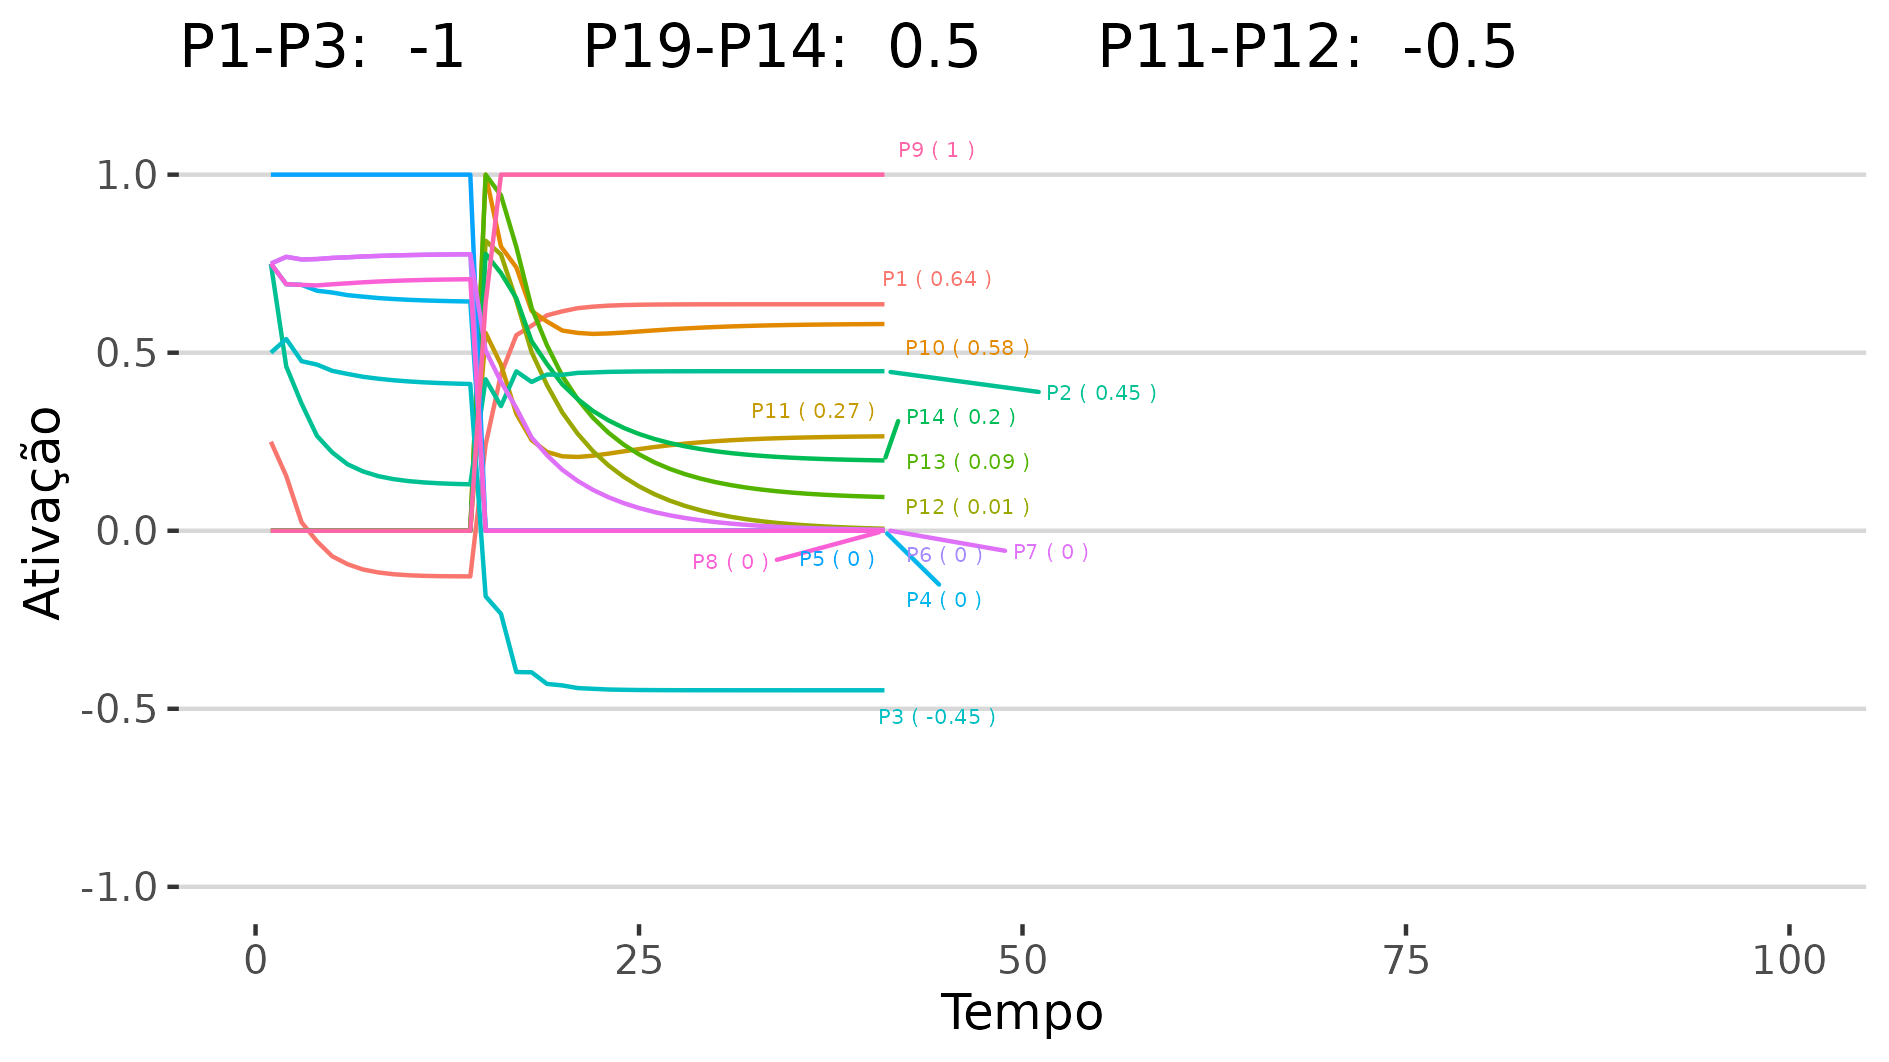 P1-P3: -1 P19-P14: 0.5 P11-P12: -0.5
P9 ( 1 )
1.0
P1 ( 0.64 )
P10 ( 0.58 )
0.5
P2 ( 0.45 )
P11 ( 0.27 )
P14 ( 0.2 )
P13 ( 0.09 )
P12 ( 0.01 )
0.0
P8 ( 0 )
P5 ( 0 )
P6 ( 0 )
P7 ( 0 )
P4 ( 0 )
-0.5
P3 ( -0.45 )
-1.0
Ativação
0 25 50 75 100
Tempo